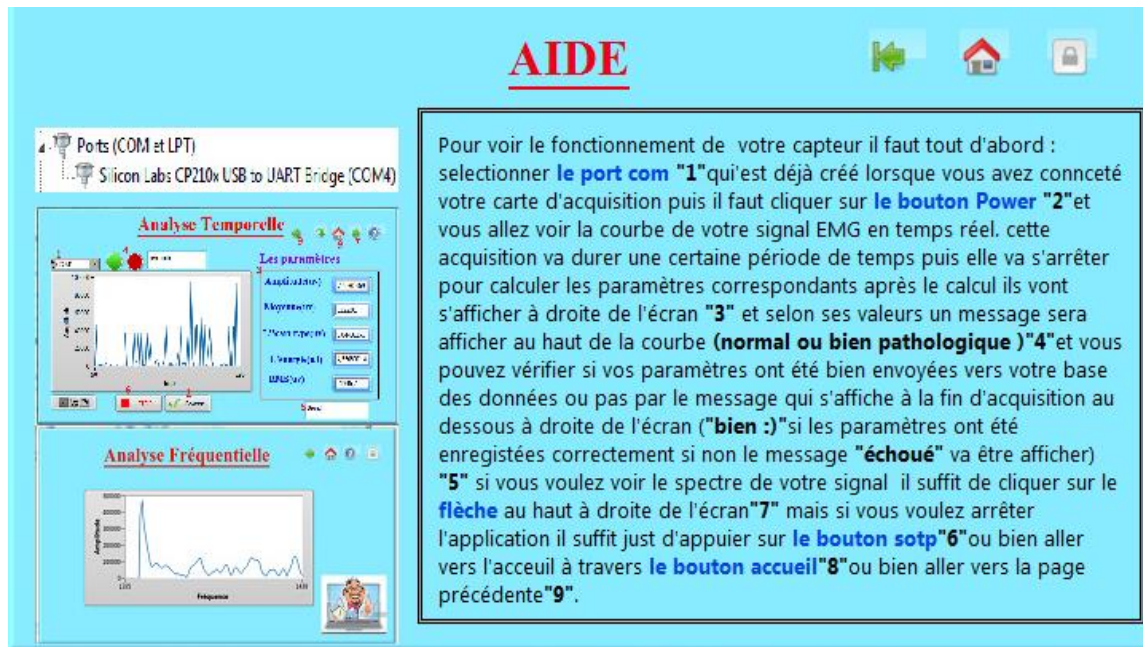 AIDE
Ports (COM et LPT)
Silicon Labs CP210x USB to UART Bridge (COM4)
Analyse Temporelle
Les paramètres
Amplitude
Analyse Fréquentielle
Amplitude
Fréquence
Pour voir le fonctionnement de votre capteur il faut tout d'abord :
selectionner le port com "1"qui'est déjà créé lorsque vous avez connceté
votre carte d'acquisition puis il faut cliquer sur le bouton Power "2"et
vous allez voir la courbe de votre signal EMG en temps réel. cette
acquisition va durer une certaine période de temps puis elle va s'arrêter
pour calculer les paramètres correspondants après le calcul ils vont
s'afficher à droite de l'écran "3" et selon ses valeurs un message sera
afficher au haut de la courbe (normal ou bien pathologique )"4"et vous
pouvez vérifier si vos paramètres ont été bien envoyées vers votre base
des données ou pas par le message qui s'affiche à la fin d'acquisition au
dessous à droite de l'écran ("bien :)"si les paramètres ont été
enregistées correctement si non le message "échoué" va être afficher)
"5" si vous voulez voir le spectre de votre signal il suffit de cliquer sur le
flèche au haut à droite de l'écran"7" mais si vous voulez arrêter
l'application il suffit just d'appuier sur le bouton sotp"6"ou bien aller
vers l'acceuil à travers le bouton accueil"8"ou bien aller vers la page
précédente"9".